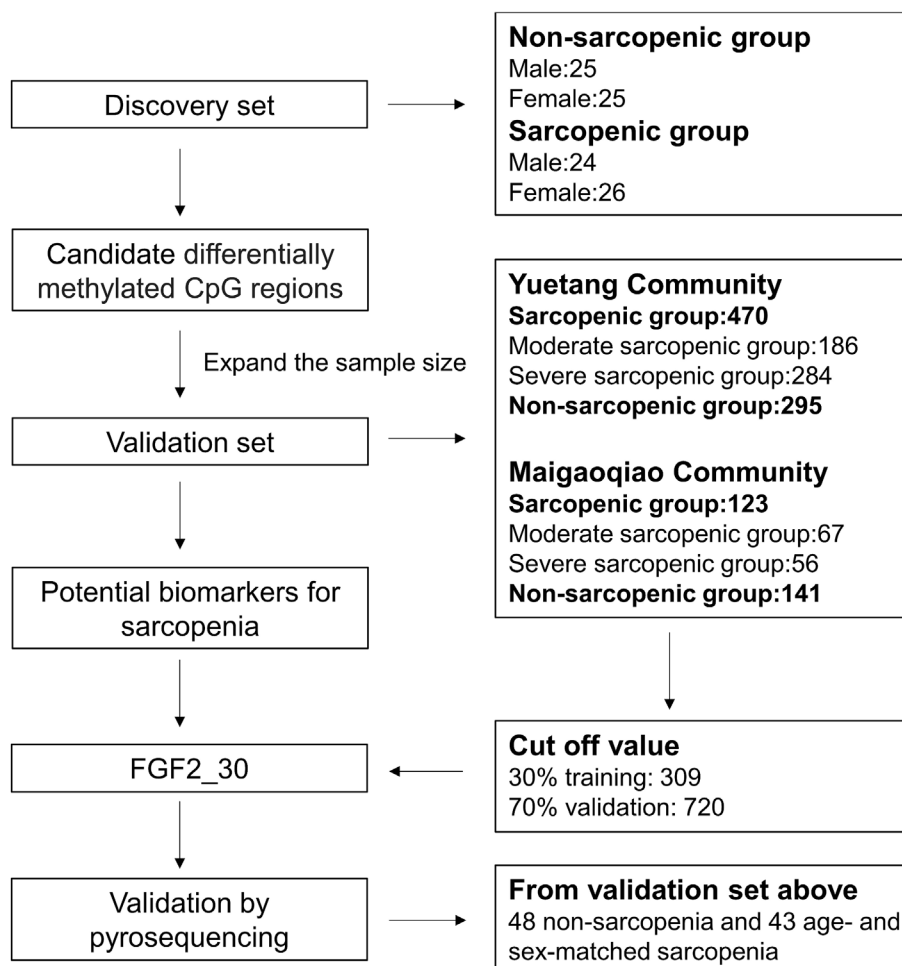 Discovery set
Non-sarcopenic group
Male:25
Female:25
Sarcopenic group
Male:24
Female:26
Candidate differentially
methylated CpG regions
Expand the sample size
Validation set
Yuetang Community
Sarcopenic group:470
Moderate sarcopenic group:186
Severe sarcopenic group:284
Non-sarcopenic group:295
Maigaoqiao Community
Sarcopenic group:123
Moderate sarcopenic group:67
Severe sarcopenic group:56
Non-sarcopenic group:141
Potential biomarkers for
sarcopenia
FGF2_30
Cut off value
30% training: 309
70% validation: 720
Validation by
pyrosequencing
From validation set above
48 non-sarcopenia and 43 age- and
sex-matched sarcopenia